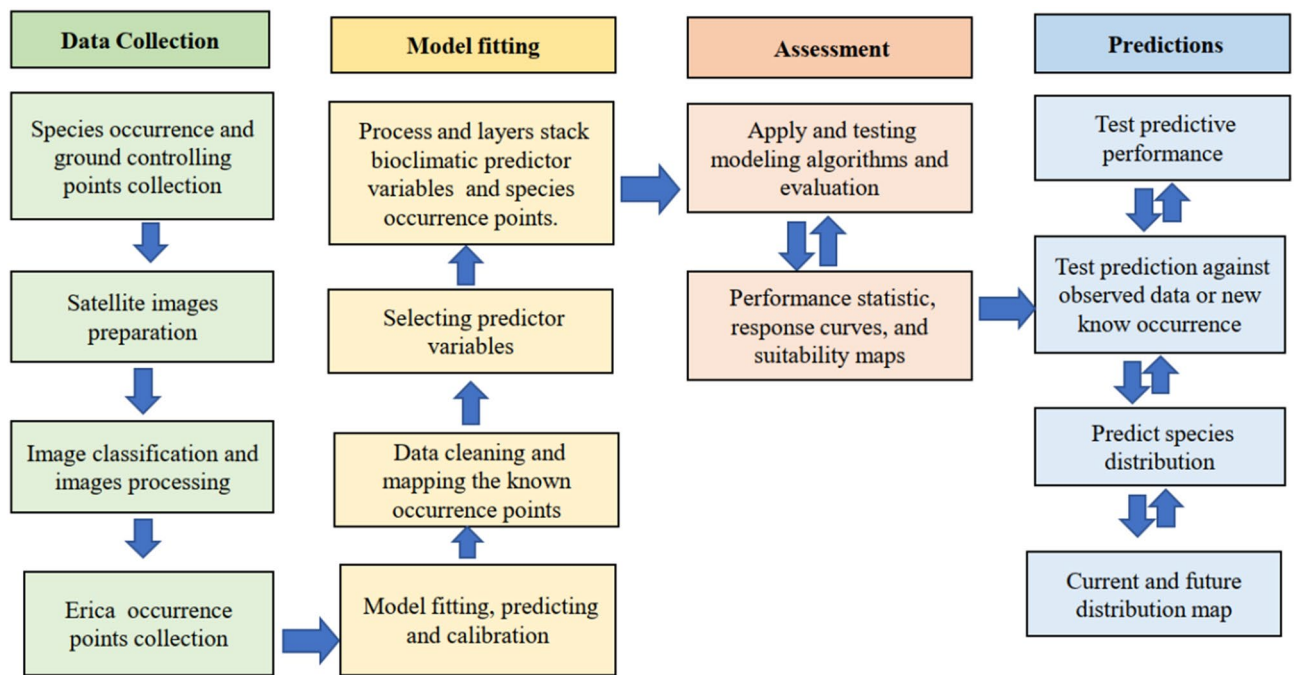 Data Collection
Species occurrence and
ground controlling
points collection
Satellite images
preparation
Image classification and
images processing
Erica occurrence
points collection
Model fitting
Process and layers stack
bioclimatic predictor
variables and species
occurrence points.
Selecting predictor
variables
Data cleaning and
mapping the known
occurrence points
Model fitting, predicting
and calibration
Assessment
Apply and testing
modeling algorithms and
evaluation
Performance statistic,
response curves, and
suitability maps
Predictions
Test predictive
performance
Test prediction against
observed data or new
know occurrence
Predict species
distribution
Current and future
distribution map